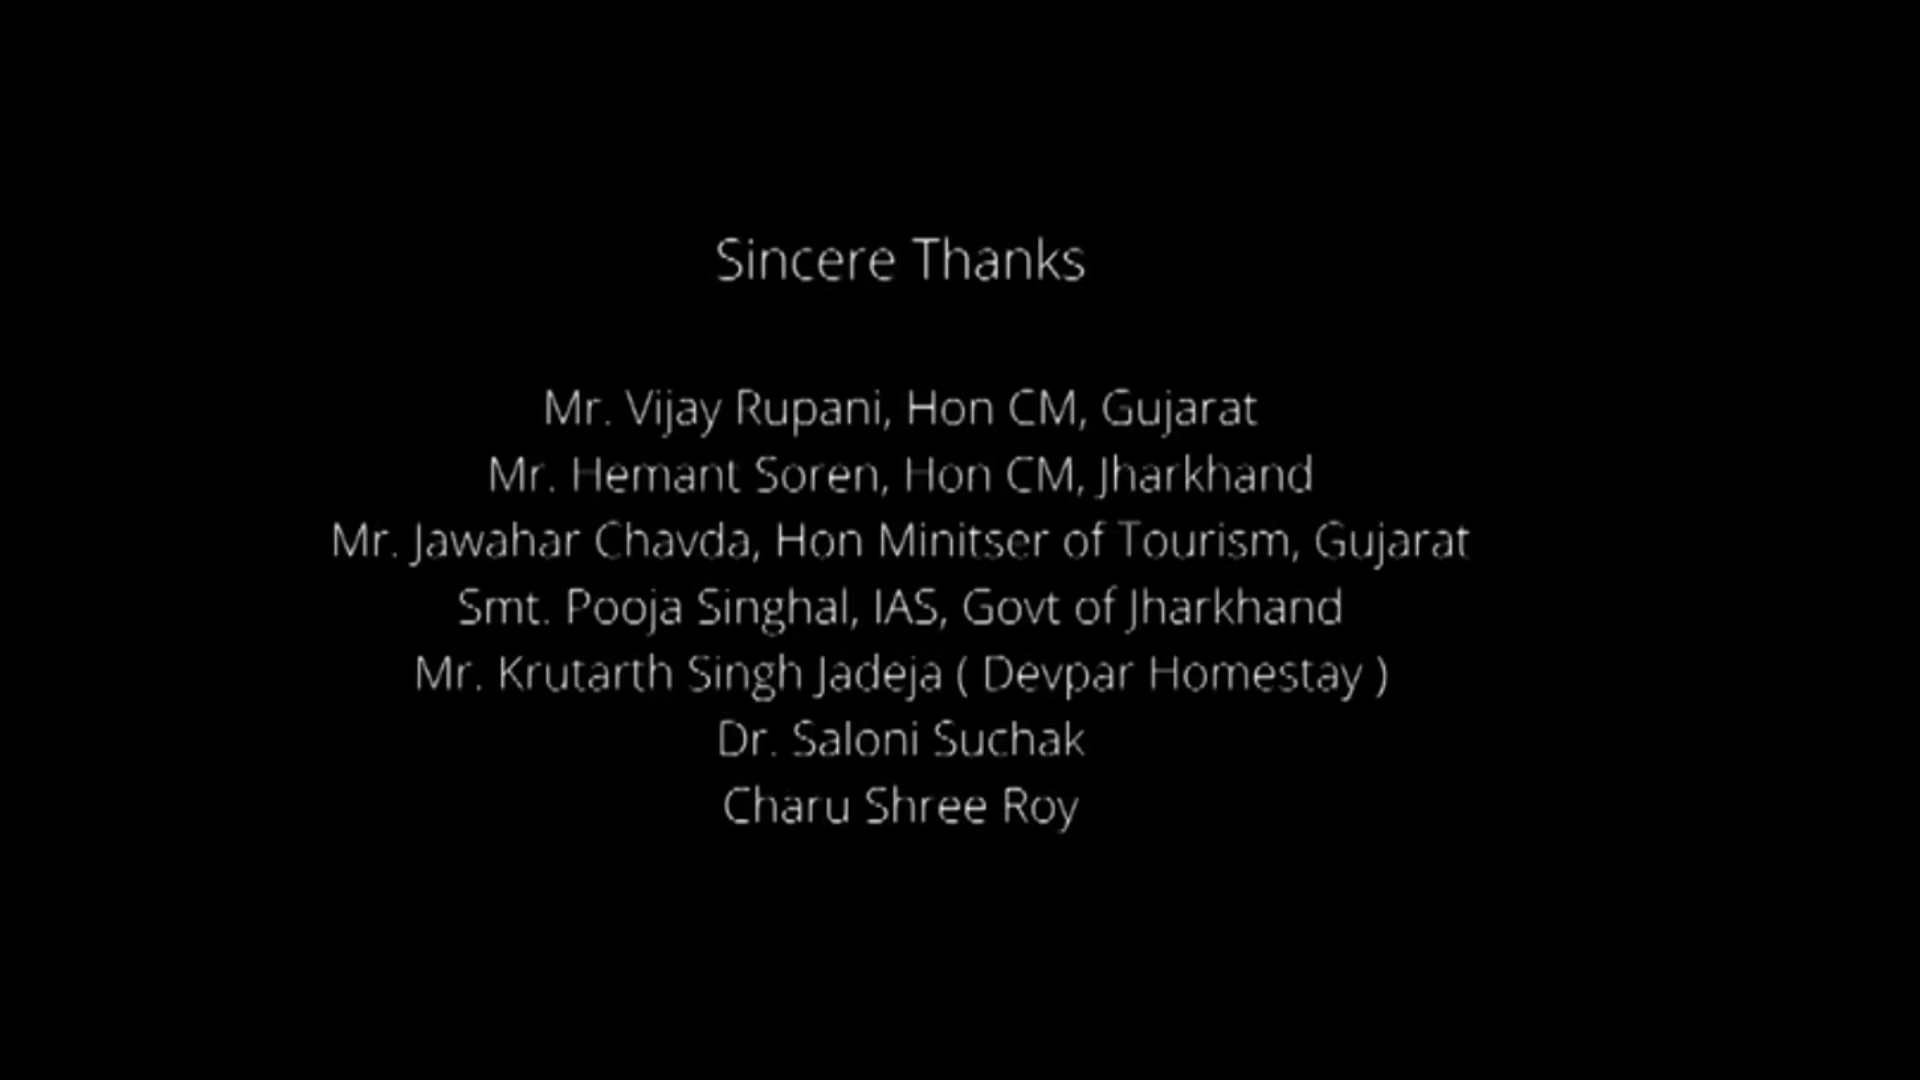 Sincere Thanks
Mr. Vijay Rupani, Hon CM, Gujarat
Mr. Hemant Soren, Hon CM, Jharkhand
Mr. Jawahar Chavda, Hon Minitser of Tourism, Gujarat
Smt. Pooja Singhal, IAS, Govt of Jharkhand
Mr. Krutarth Singh Jadeja ( Devpar Homestay )
Dr. Saloni Suchak
Charu Shree Roy